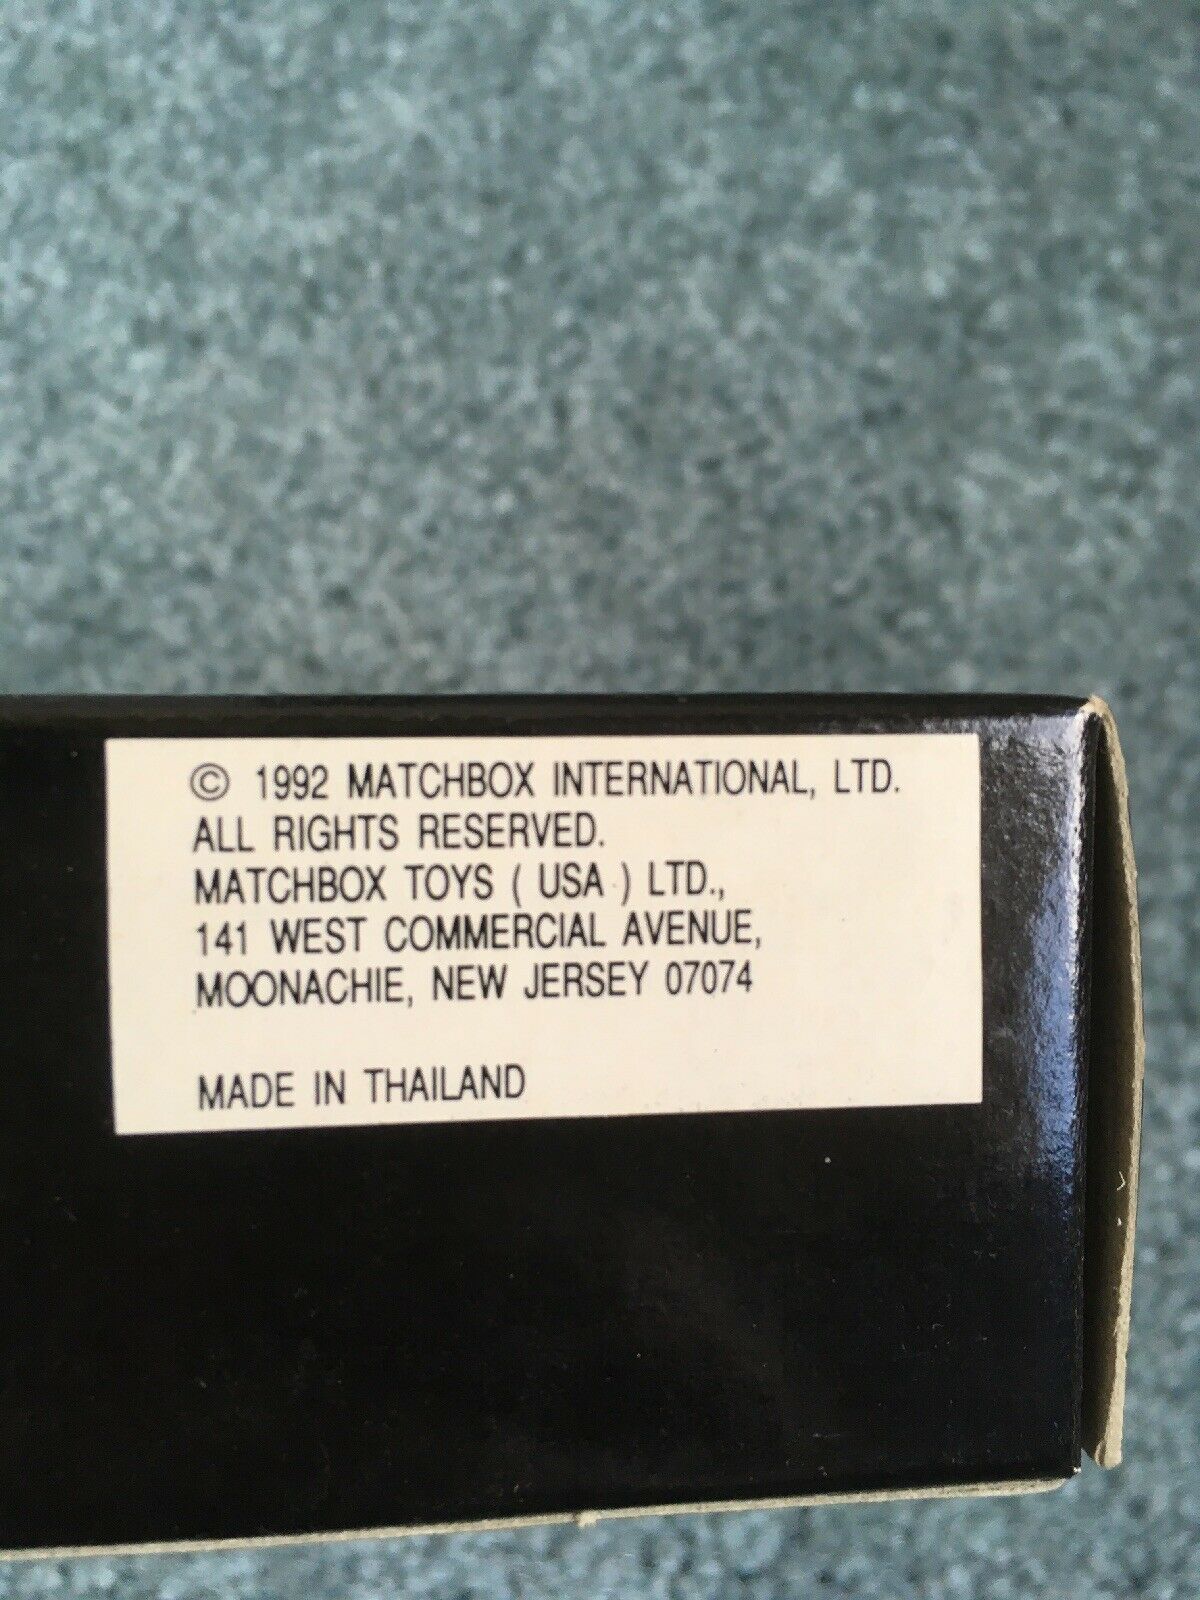 © 1992 MATCHBOX INTERNATIONAL, LTD.
ALL RIGHTS RESERVED.
MATCHBOX TOYS ( USA ) LTD.,
141 WEST COMMERCIAL AVENUE,
MOONACHIE, NEW JERSEY 07074
MADE IN THAILAND